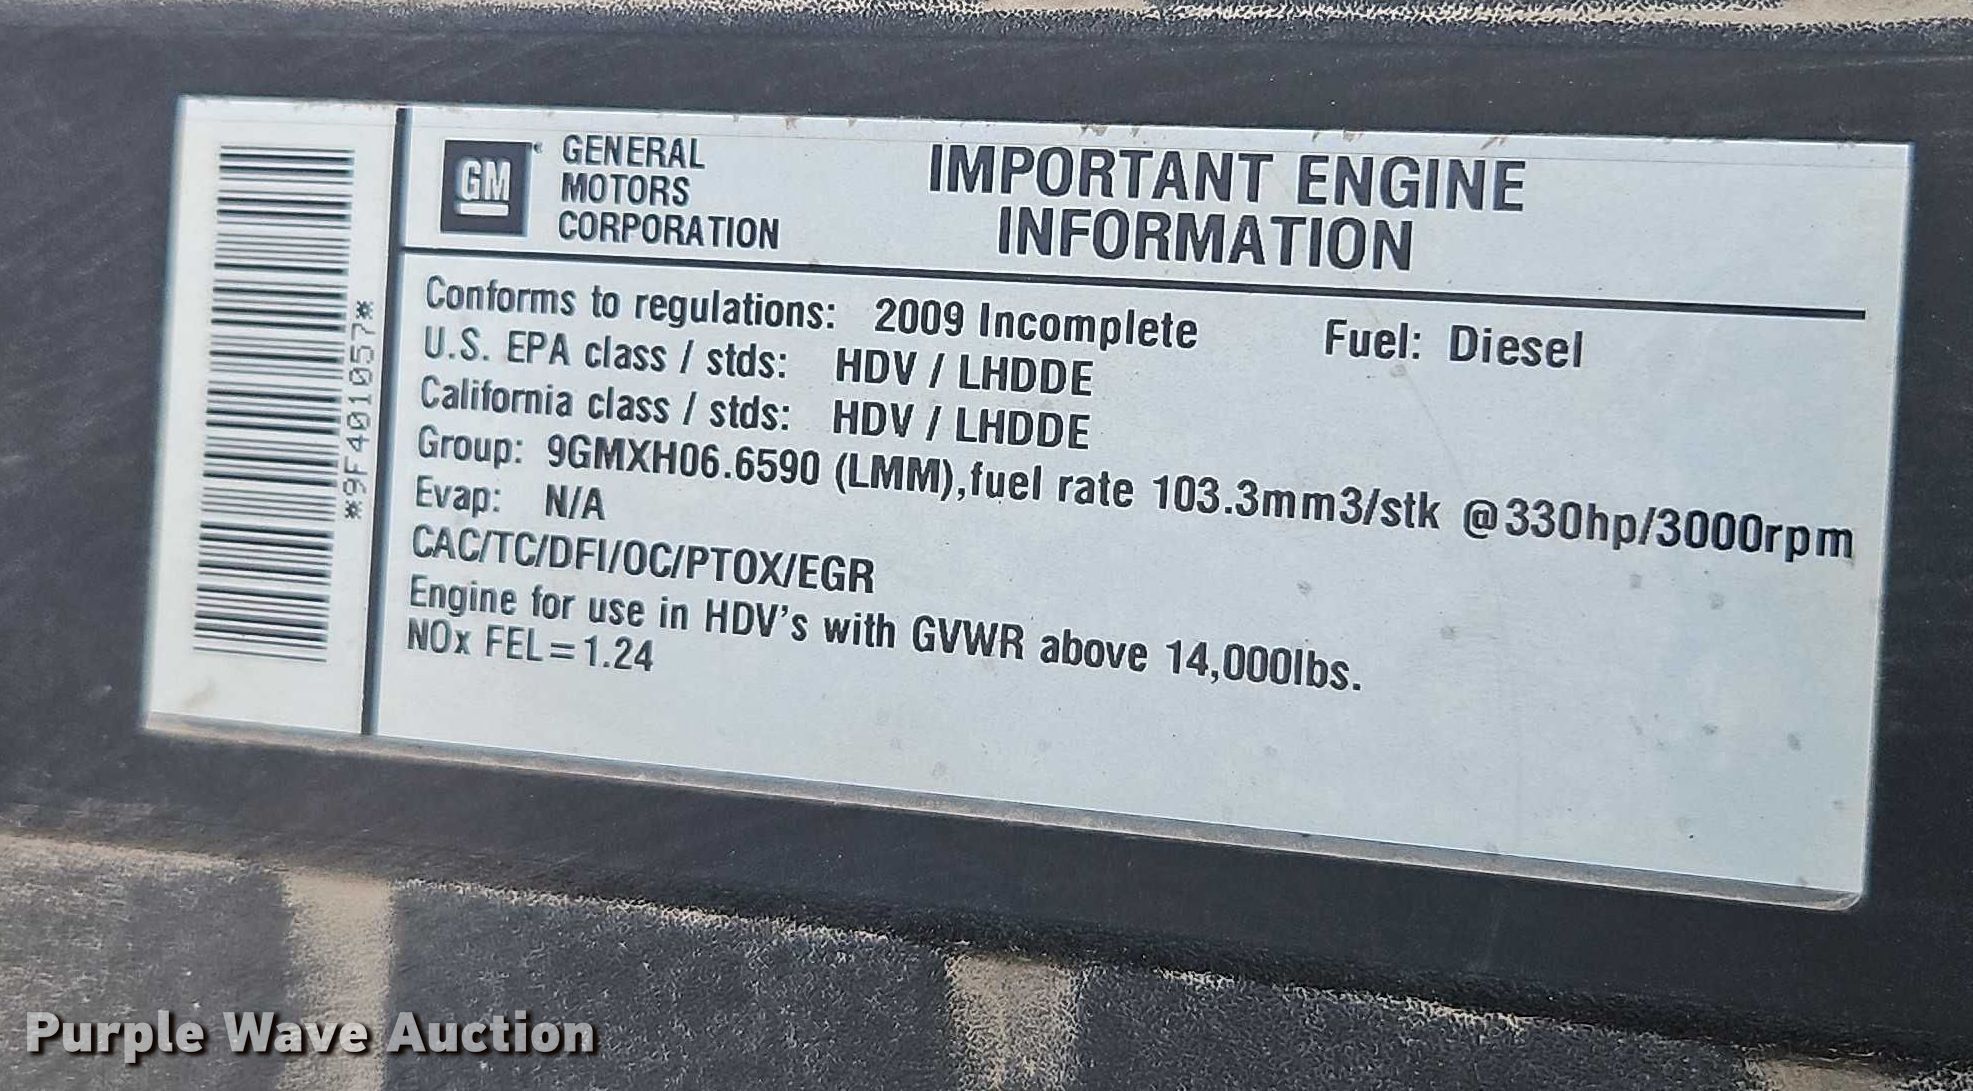 *9F4010057*
GM
GENERAL
MOTORS
CORPORATION
IMPORTANT ENGINE
INFORMATION
Conforms to regulations: 2009 Incomplete Fuel: Diesel
U.S. EPA class / stds: HDV / LHDDE
California class / stds: HDV / LHDDE
Group: 9GMXH06.6590 (LMM),fuel rate 103.3mm3/stk @330hp/3000rpm
Evap: N/A
CAC/TC/DFI/OC/PTOX/EGR
Engine for use in HDV's with GVWR above 14,000lbs.
NOx FEL=1.24
Purple Wave Auction